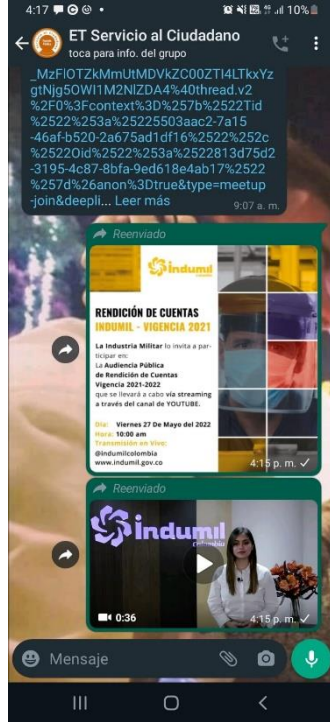 4:17
10%
ET Servicio al Ciudadano
toca para info. del grupo
_MzFlOTZkMmUtMDVkZC00ZTI4LTkxYz
gtNjg5OWI1M2NlZDA4%40thread.v2
%2F0%3Fcontext%3D%257b%2522Tid
%2522%253a%25225503aac2-7a15
-46af-b520-2a675ad1df16%2522%252c
%2522Oid%2522%253a%2522813d75d2
-3195-4c87-8bfa-9ed618e4ab17%2522
%257d%26anon%3Dtrue&type=meetup
-join&deepli... Leer más
9:07 a. m.
Reenviado
Indumil
RENDICIÓN DE CUENTAS
INDUMIL - VIGENCIA 2021
La Industria Militar lo invita a par-
ticipar en:
La Audiencia Pública
de Rendición de Cuentas
Vigencia 2021-2022
que se llevará a cabo vía streaming
a través del canal de YOUTUBE.
Día: Viernes 27 De Mayo del 2022
Hora: 10:00 am
Transmisión en Vivo:
@indumilcolombia
www.indumil.gov.co
4:15 p. m.
Reenviado
Indumil
Colombia
0:36
4:15 p. m.
Mensaje